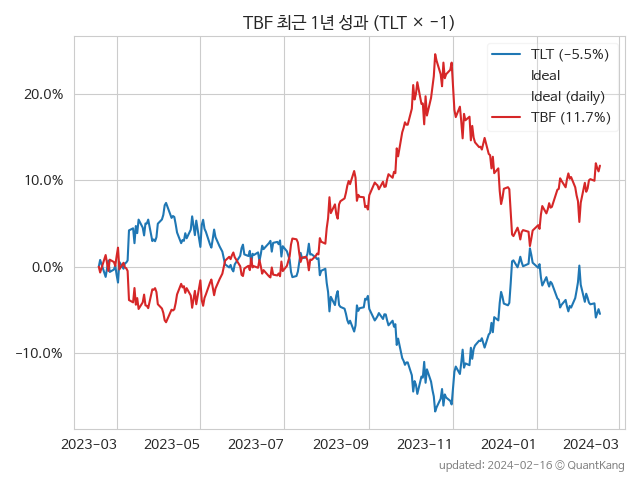 TBF 최근 1년 성과 (TLT × -1)
TLT (-5.5%)
Ideal
Ideal (daily)
TBF (11.7%)
20.0%
10.0%
0.0%
-10.0%
2023-03 2023-05 2023-07 2023-09 2023-11 2024-01 2024-03
updated: 2024-02-16 © QuantKang